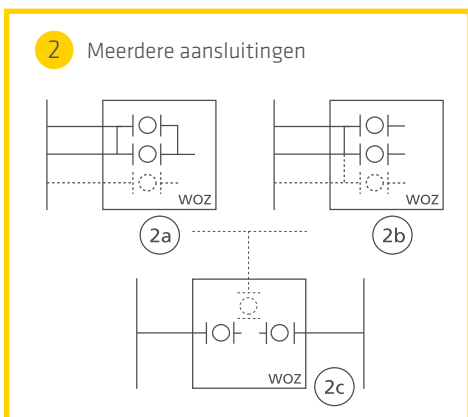 2 Meerdere aansluitingen
WOZ WOZ
2a 2b
WOZ
2c